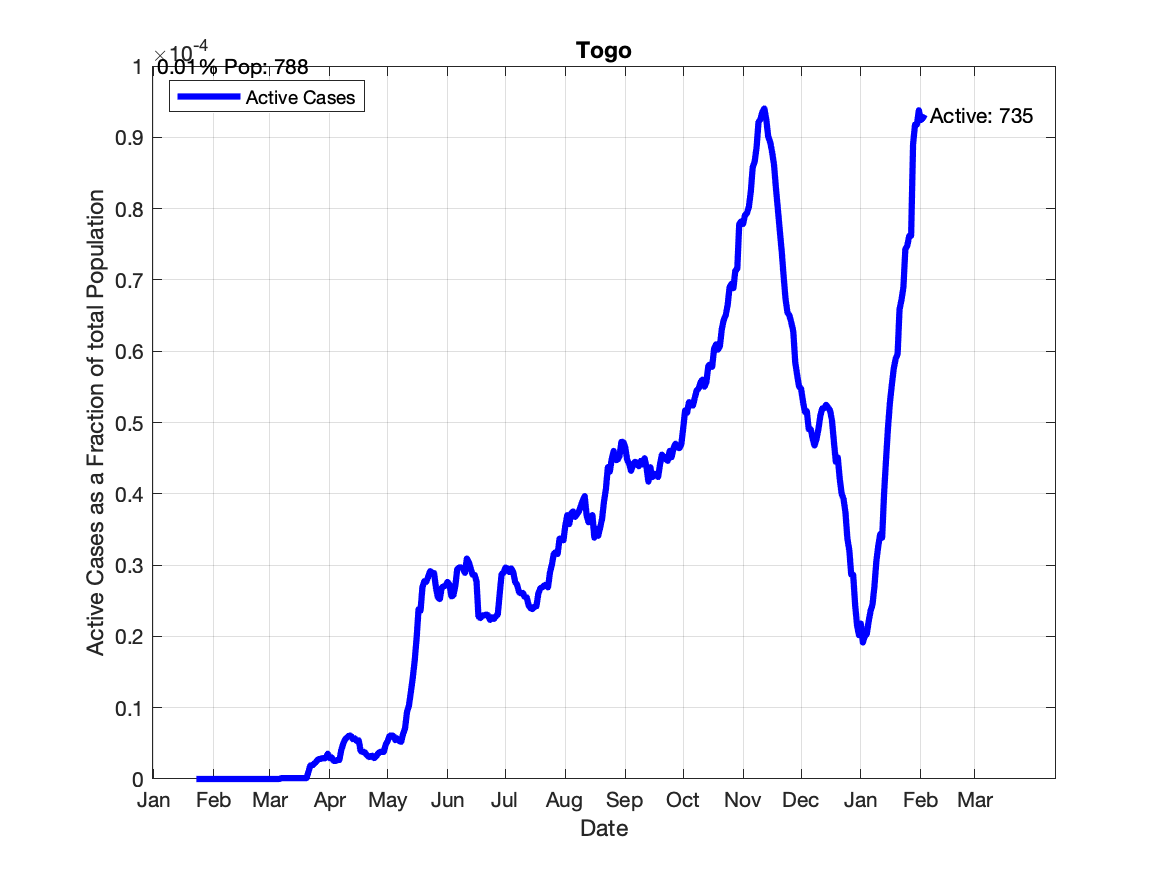 Togo
×10-4
0.01% Pop: 788
Active Cases
Active: 735
Active Cases as a Fraction of total Population
1
0.9
0.8
0.7
0.6
0.5
0.4
0.3
0.2
0.1
0
Jan Feb Mar Apr May Jun Jul Aug Sep Oct Nov Dec Jan Feb Mar
Date